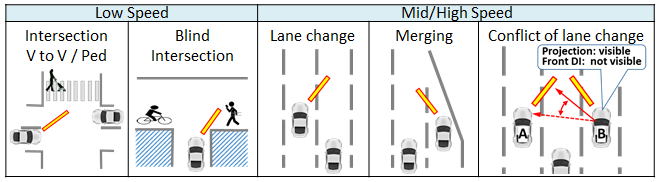 Low Speed
Mid/High Speed
Intersection
V to V / Ped
Blind
Intersection
Lane change
Merging
Conflict of lane change
Projection: visible
Front DI: not visible
A
B